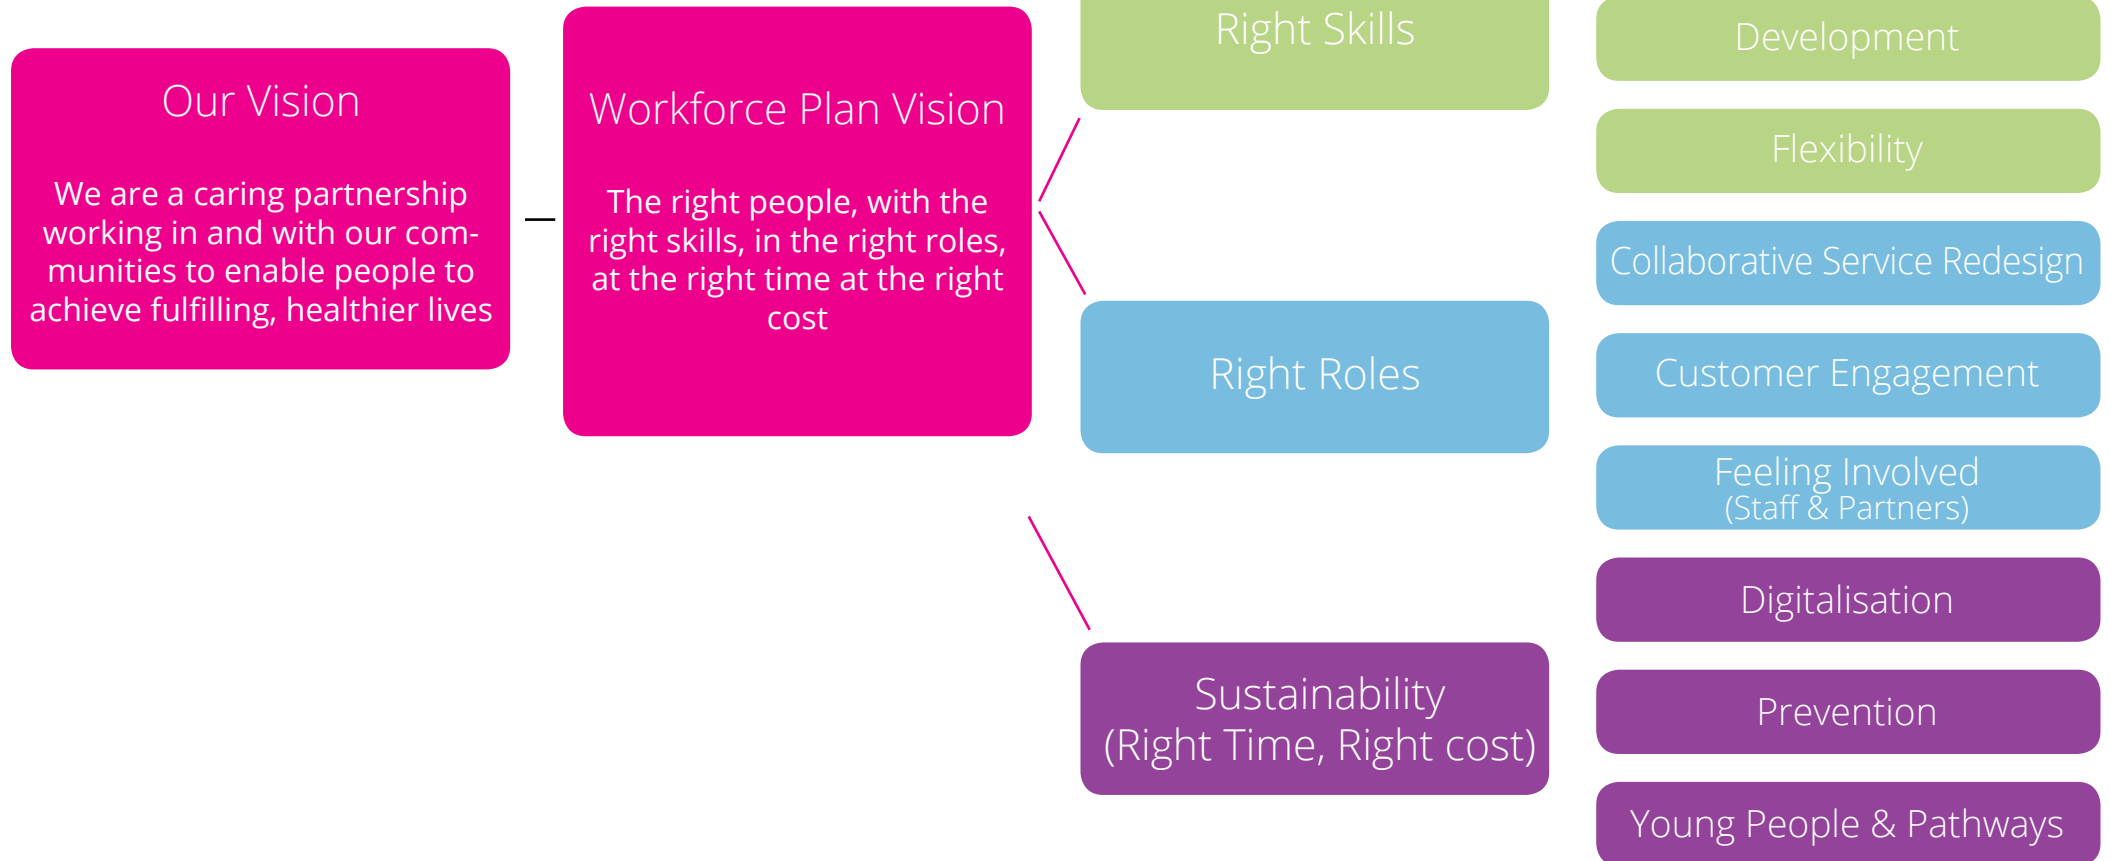 Our Vision
We are a caring partnership
working in and with our com-
munities to enable people to
achieve fulfilling, healthier lives
Workforce Plan Vision
The right people, with the
right skills, in the right roles,
at the right time at the right
cost
Right Skills
Right Roles
Sustainability
(Right Time, Right cost)
Development
Flexibility
Collaborative Service Redesign
Customer Engagement
Feeling Involved
(Staff & Partners)
Digitalisation
Prevention
Young People & Pathways